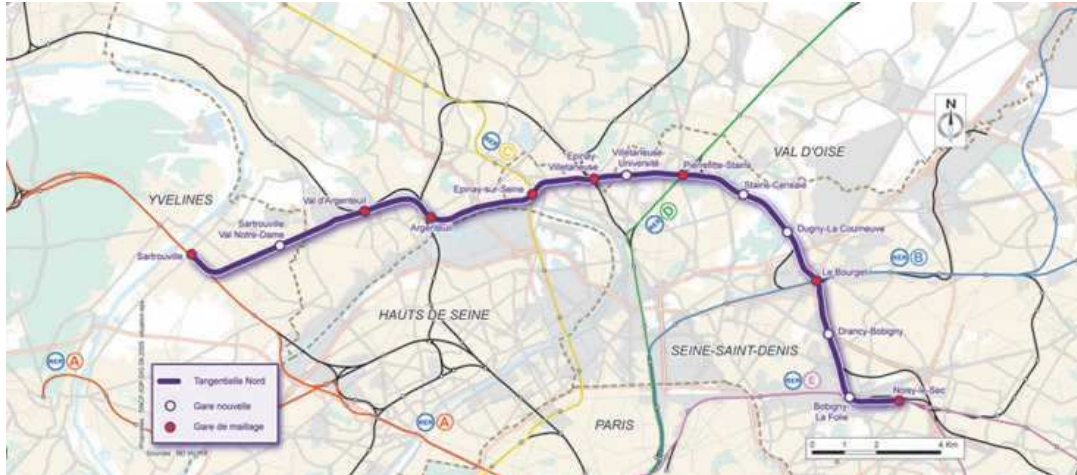 N
RER C
Epinay-
Villetaneuse
Villetaneuse-
Université
Pierrefitte-Stains
VAL D'OISE
YVELINES
Val d'Argenteuil
Epinay-sur-Seine
Stains-Cerisaie
Sartrouville
Val Notre-Dame
Argenteuil
RER D
Dugny-La Courneuve
Sartrouville
RER B
Le Bourget
HAUTS DE SEINE
Drancy-Bobigny
SEINE-SAINT-DENIS
RER A
Tangentielle Nord
Gare nouvelle
Gare de maillage
RER E
Noisy-le-Sec
Bobigny
La Folie
RER A
PARIS
0 1 2 4 Km